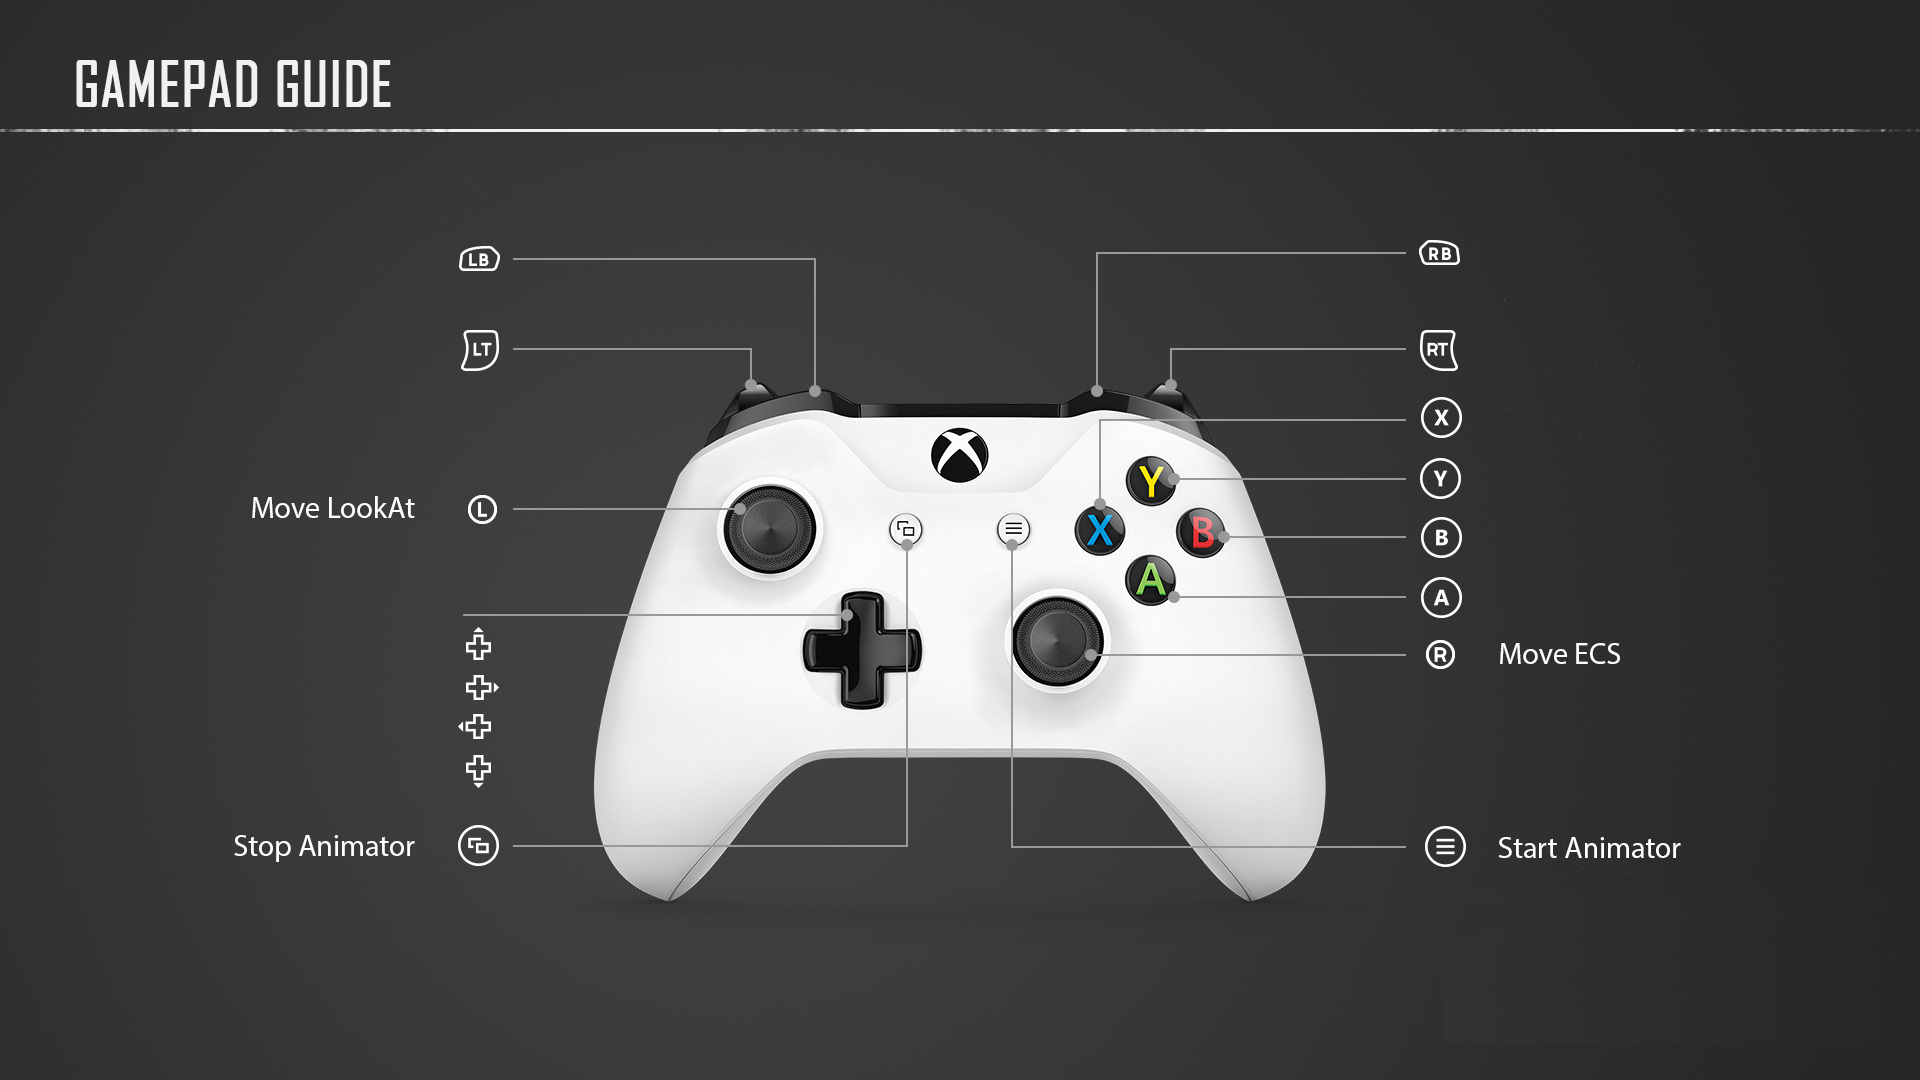 GAMEPAD GUIDE
LB
RB
LT
RT
X
Y
Move LookAt
L
Y
X
B
B
A
A
R
Move ECS
Stop Animator
Start Animator